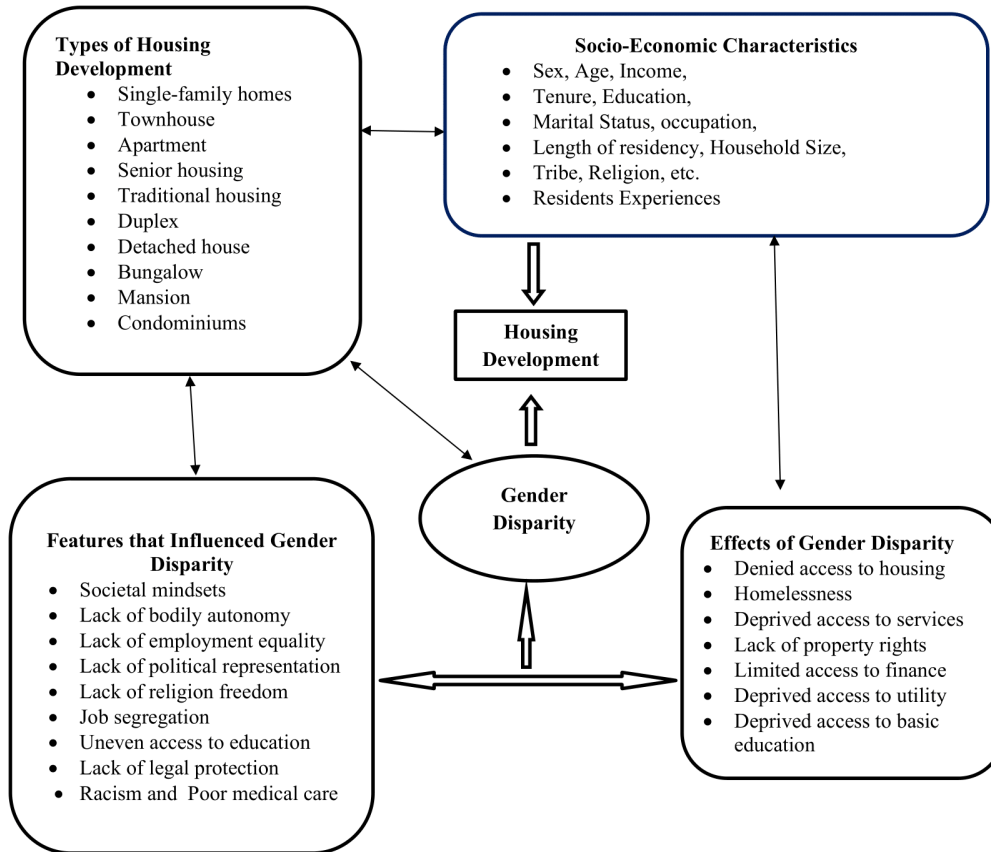 Types of Housing
Development
• Single-family homes
• Townhouse
• Apartment
• Senior housing
• Traditional housing
• Duplex
• Detached house
• Bungalow
• Mansion
• Condominiums
Socio-Economic Characteristics
• Sex, Age, Income,
• Tenure, Education,
• Marital Status, occupation,
• Length of residency, Household Size,
• Tribe, Religion, etc.
• Residents Experiences
Housing
Development
Gender
Disparity
Features that Influenced Gender
Disparity
• Societal mindsets
• Lack of bodily autonomy
• Lack of employment equality
• Lack of political representation
• Lack of religion freedom
• Job segregation
• Uneven access to education
• Lack of legal protection
• Racism and Poor medical care
Effects of Gender Disparity
• Denied access to housing
• Homelessness
• Deprived access to services
• Lack of property rights
• Limited access to finance
• Deprived access to utility
• Deprived access to basic
education